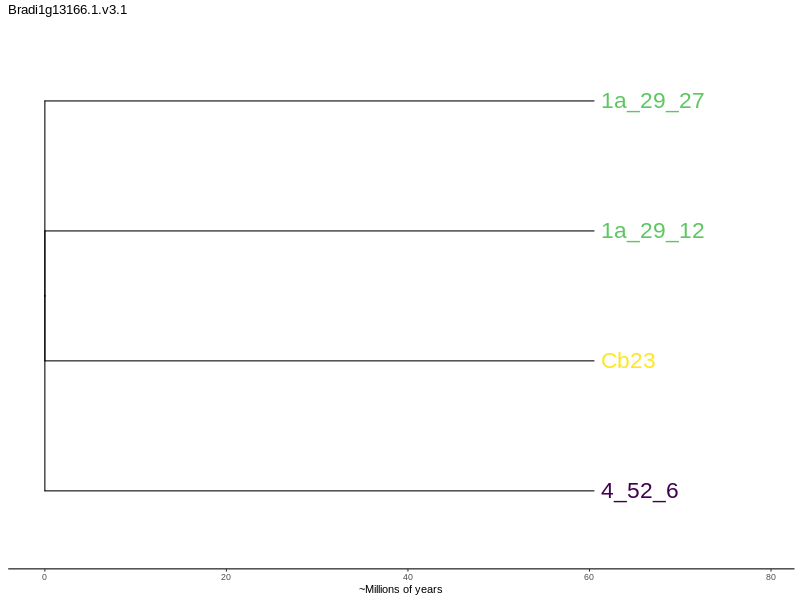 Bradi1g13166.1.v3.1
1a_29_27
1a_29_12
Cb23
4_52_6
0 20 40 60 80
~Millions of years